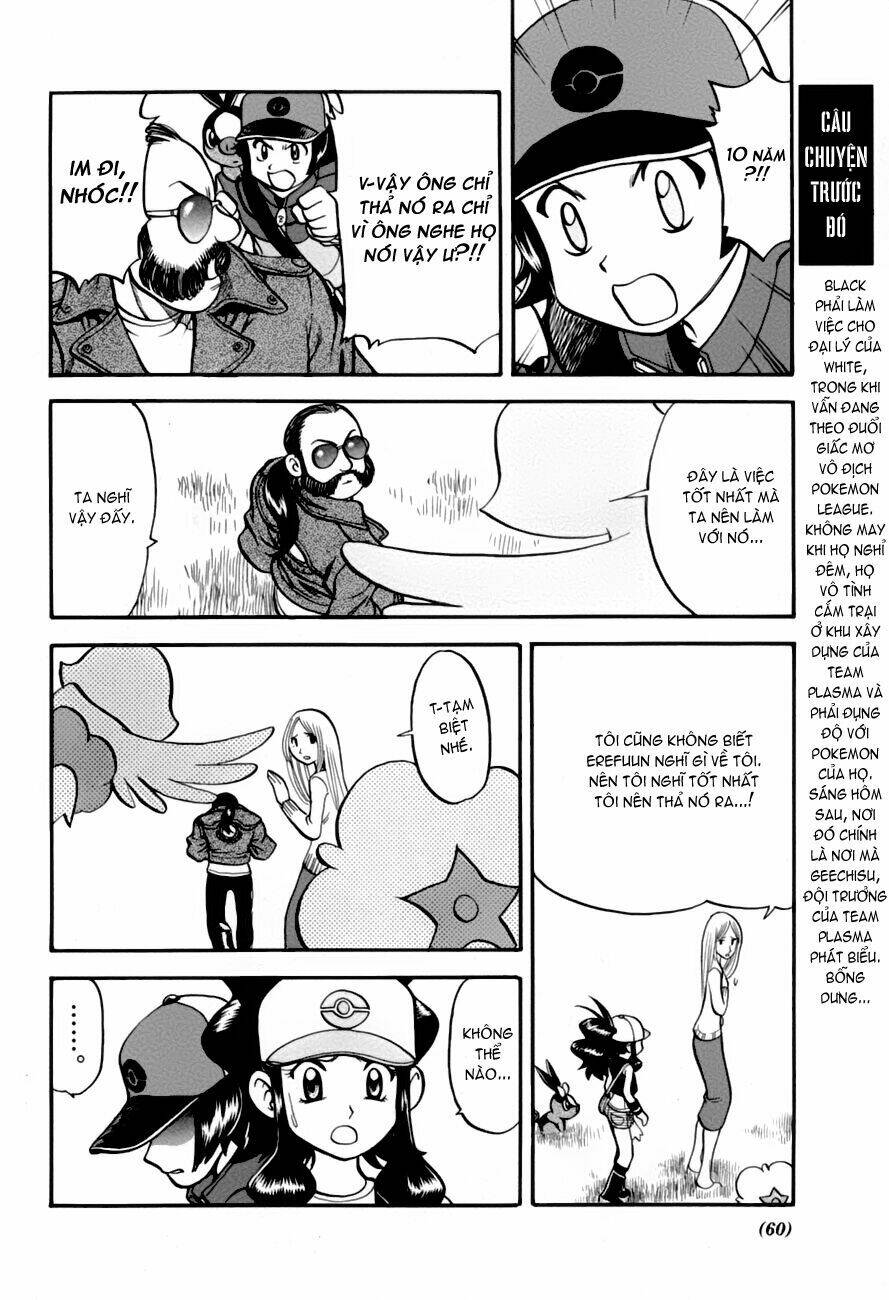 10 NĂM
?!!
V-VẬY ÔNG CHỈ
THẢ NÓ RA CHỈ
VÌ ÔNG NGHE HỌ
NÓI VẬY Ư?!!
IM ĐI,
NHÓC!!
ĐÂY LÀ VIỆC
TỐT NHẤT MÀ
TA NÊN LÀM
VỚI NÓ...
TA NGHĨ
VẬY ĐẤY.
TÔI CŨNG KHÔNG BIẾT
EREFUUN NGHĨ GÌ VỀ TÔI.
NÊN TÔI NGHĨ TỐT NHẤT
TÔI NÊN THẢ NÓ RA...!
T-TẠM
BIỆT
NHÉ.
KHÔNG
THỂ
NÀO...
......。
CÂU
CHUYỆN
TRƯỚC
ĐÓ
BLACK
PHẢI LÀM
VIỆC CHO
ĐẠI LÝ CỦA
WHITE,
TRONG KHI
VẪN ĐANG
THEO ĐUỔI
GIẤC MƠ
VÔ ĐỊCH
POKEMON
LEAGUE.
KHÔNG MAY
KHI HỌ NGHỈ
ĐÊM, HỌ
VÔ TÌNH
CẮM TRẠI
Ở KHU XÂY
DỰNG CỦA
TEAM
PLASMA VÀ
PHẢI ĐỤNG
ĐỘ VỚI
POKEMON
CỦA HỌ.
SÁNG HÔM
SAU, NƠI
ĐÓ CHÍNH
LÀ NƠI MÀ
GEECHISU,
ĐỘI TRƯỞNG
CỦA TEAM
PLASMA
PHÁT BIỂU.
BỖNG
DƯNG...
(60)